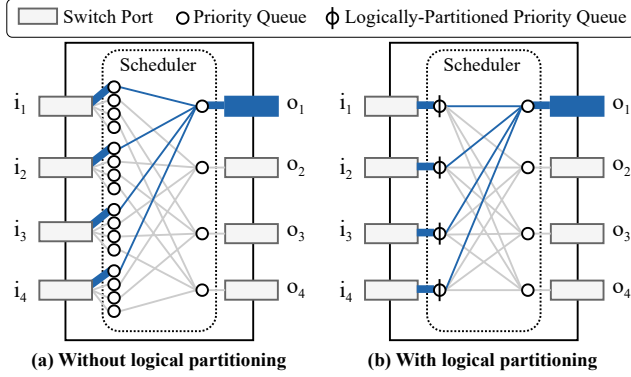 Switch Port Priority Queue Logically-Partitioned Priority Queue
Scheduler
i1
i2
i3
i4
o1
o2
o3
o4
(a) Without logical partitioning
Scheduler
i1
i2
i3
i4
o1
o2
o3
o4
(b) With logical partitioning